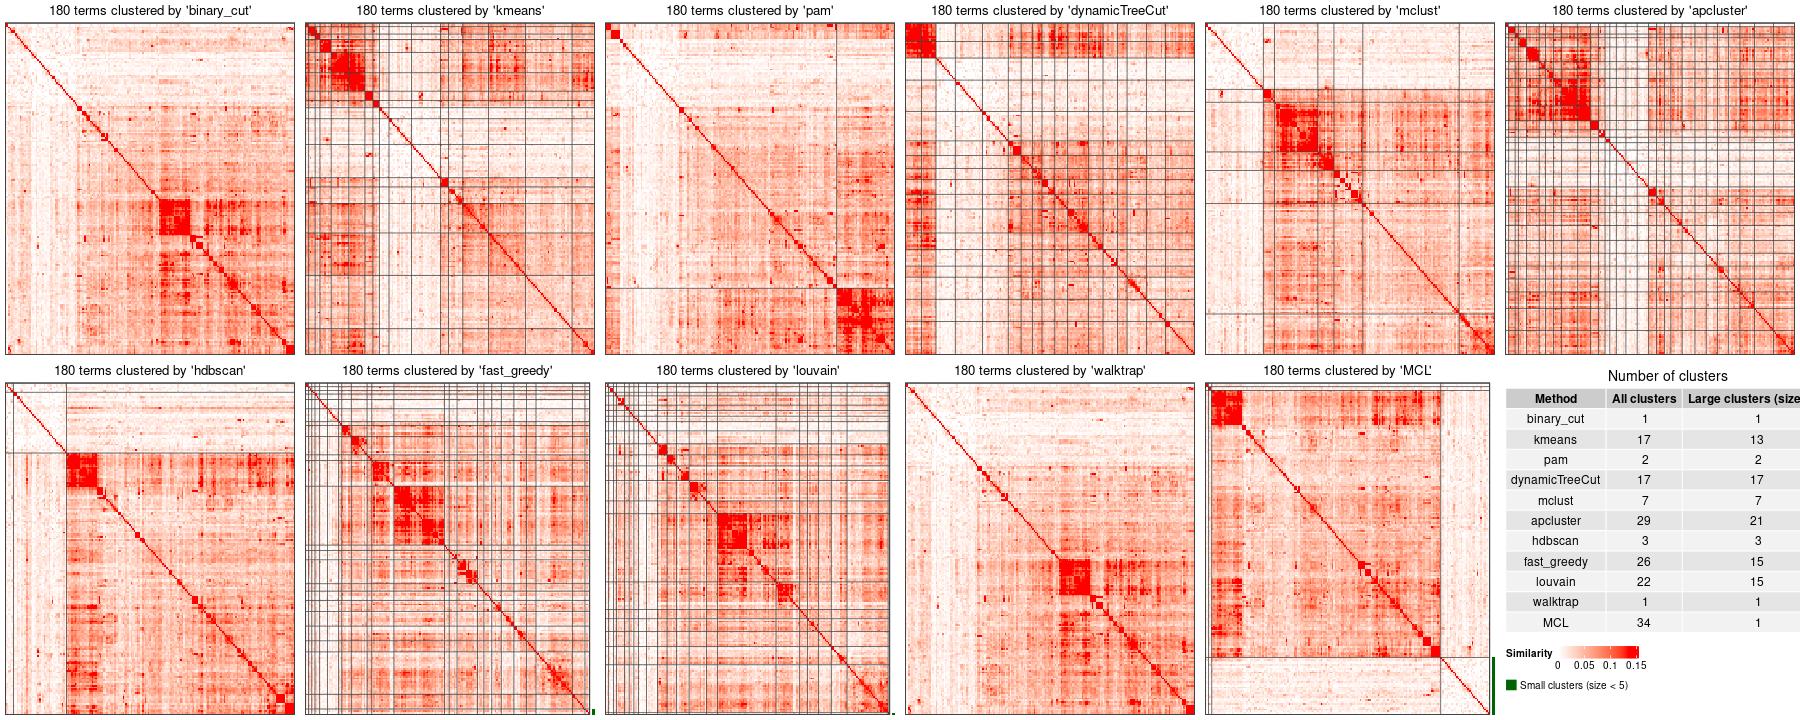 180 terms clustered by 'binary_cut'
180 terms clustered by 'kmeans'
180 terms clustered by 'pam'
180 terms clustered by 'dynamicTreeCut'
180 terms clustered by 'mclust'
180 terms clustered by 'apcluster'
180 terms clustered by 'hdbscan'
180 terms clustered by 'fast_greedy'
180 terms clustered by 'louvain'
180 terms clustered by 'walktrap'
180 terms clustered by 'MCL'
Number of clusters
Method All clusters Large clusters (size
binary_cut 1 1
kmeans 17 13
pam 2 2
dynamicTreeCut 17 17
mclust 7 7
apcluster 29 21
hdbscan 3 3
fast_greedy 26 15
louvain 22 15
walktrap 1 1
MCL 34 1
Similarity
0 0.05 0.1 0.15
Small clusters (size < 5)